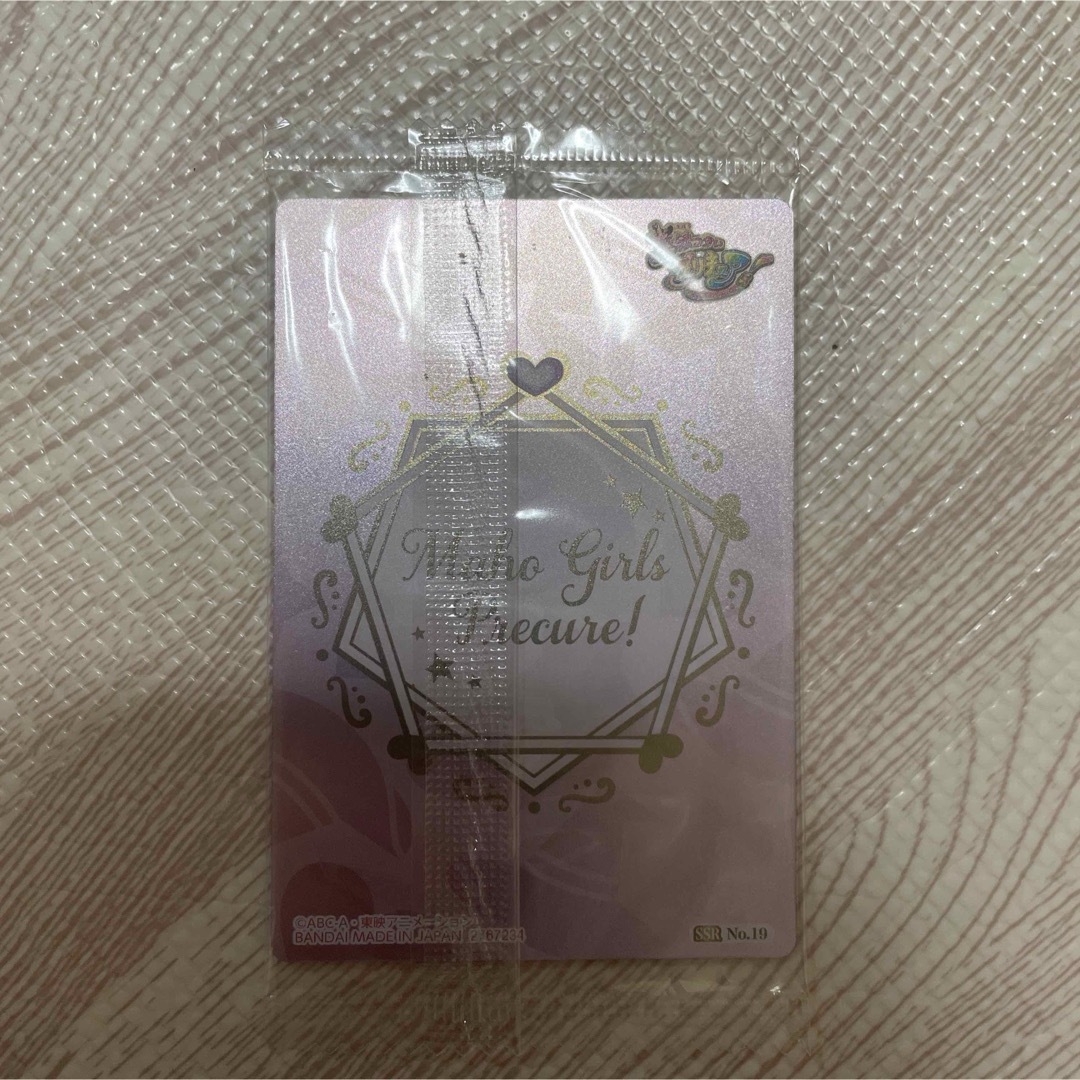 Maho Girls
Precure!
©ABC-A・東映アニメーション
BANDAI MADE IN JAPAN 2767234
SSR No.19